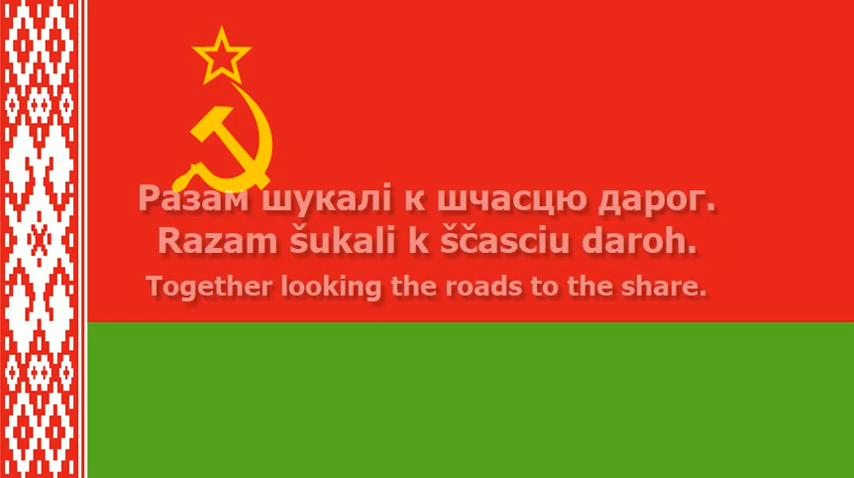 Разам шукалі к шчасцю дарог.
Razam šukali k ščasciu daroh.
Together looking the roads to the share.